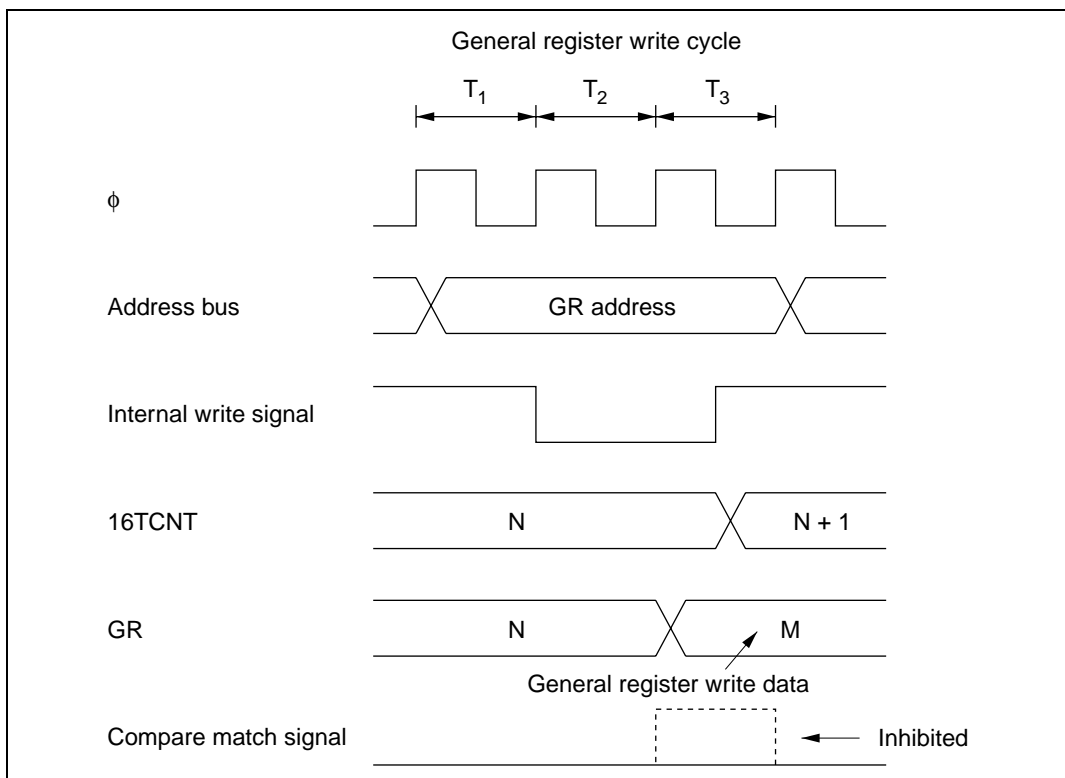 General register write cycle
T1 T2 T3
φ
Address bus GR address
Internal write signal
16TCNT N N + 1
GR N M
General register write data
Compare match signal Inhibited